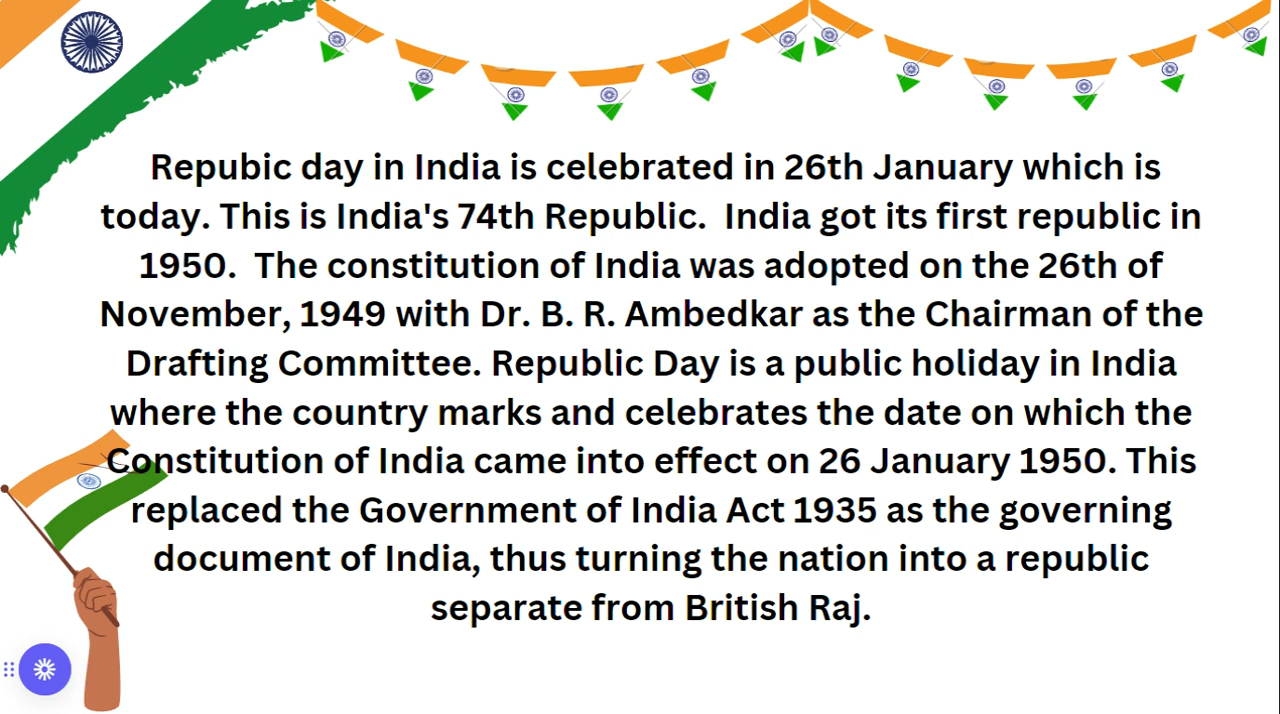 Repubic day in India is celebrated in 26th January which is
today. This is India's 74th Republic.  India got its first republic in
1950.  The constitution of India was adopted on the 26th of
November, 1949 with Dr. B. R. Ambedkar as the Chairman of the
Drafting Committee. Republic Day is a public holiday in India
where the country marks and celebrates the date on which the
Constitution of India came into effect on 26 January 1950. This
replaced the Government of India Act 1935 as the governing
document of India, thus turning the nation into a republic
separate from British Raj.